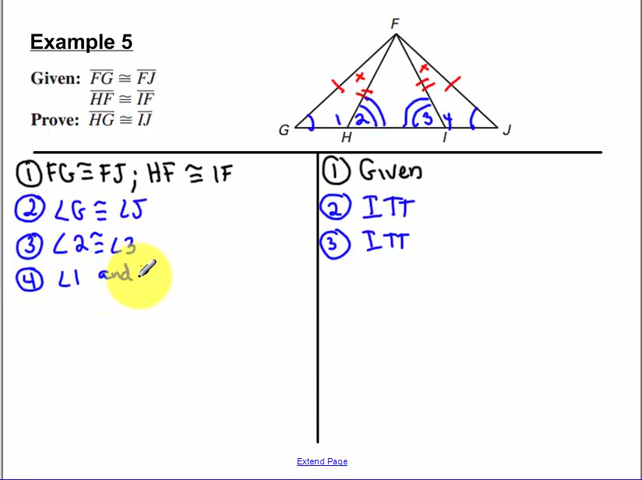 Example 5
Given: FG ≅ FJ
HF ≅ IF
Prove: HG ≅ IJ
F
G
H
I
J
1 2 3 4
x x
① FG ≅ FJ; HF ≅ IF
① Given
② ∠G ≅ ∠J
② ITT
③ ∠2 ≅ ∠3
③ ITT
④ ∠1 and
Extend Page